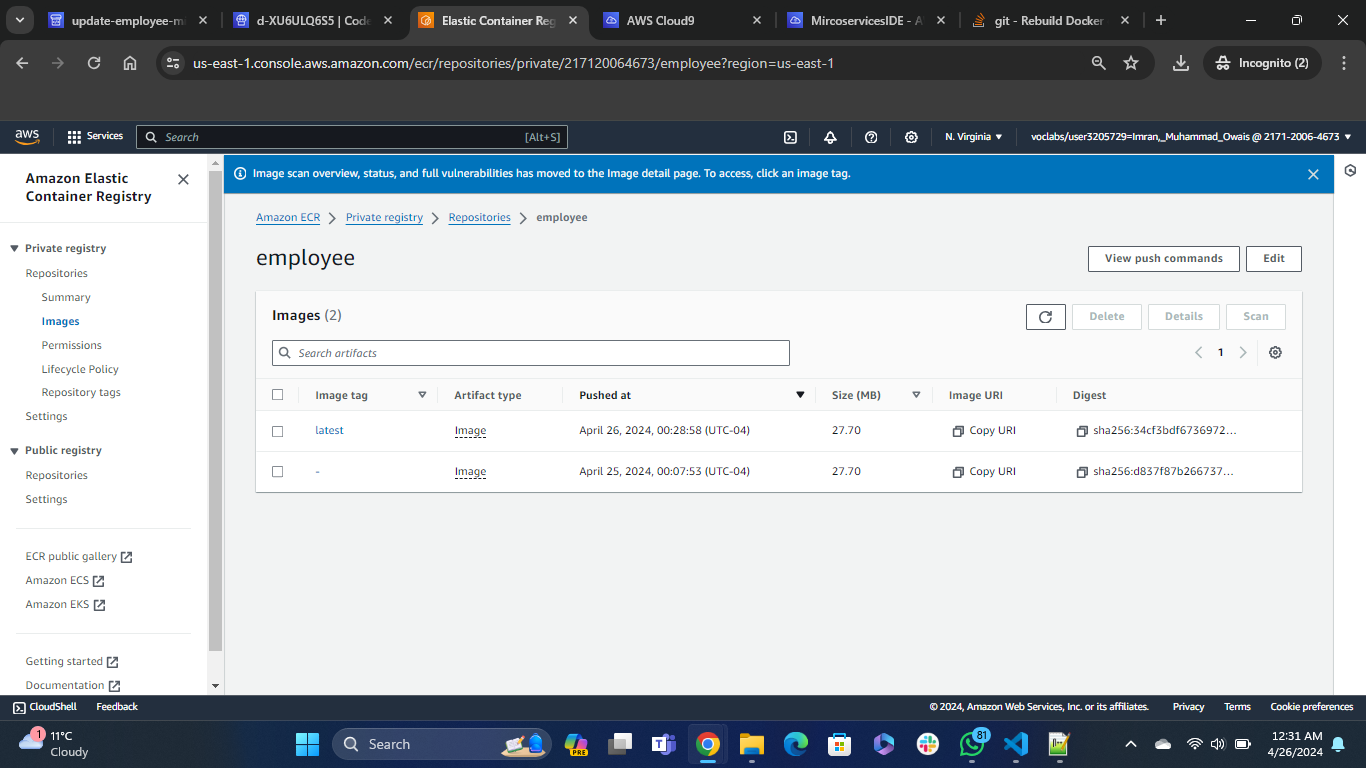 update-employee-m
d-XU6ULQ6S5 | Cod
Elastic Container Reg
AWS Cloud9
MircoservicesIDE - A
git - Rebuild Docker
us-east-1.console.aws.amazon.com/ecr/repositories/private/217120064673/employee?region=us-east-1
Incognito (2)
aws
Services
Search
[Alt+S]
N. Virginia
voclabs/user3205729=Imran,_Muhammad_Owais @ 2171-2006-4673
Amazon Elastic
Container Registry
Private registry
Repositories
Summary
Images
Permissions
Lifecycle Policy
Repository tags
Settings
Public registry
Repositories
Settings
ECR public gallery
Amazon ECS
Amazon EKS
Getting started
Documentation
Image scan overview, status, and full vulnerabilities has moved to the Image detail page. To access, click an image tag.
Amazon ECR > Private registry > Repositories > employee
employee
View push commands
Edit
Images (2)
Delete
Details
Scan
Search artifacts
1
Image tag Artifact type Pushed at Size (MB) Image URI Digest
latest Image April 26, 2024, 00:28:58 (UTC-04) 27.70 Copy URI sha256:34cf3bdf6736972...
- Image April 25, 2024, 00:07:53 (UTC-04) 27.70 Copy URI sha256:d837f87b266737...
CloudShell
Feedback
© 2024, Amazon Web Services, Inc. or its affiliates.
Privacy
Terms
Cookie preferences
1
11°C
Cloudy
Search
PRE
81
12:31 AM
4/26/2024